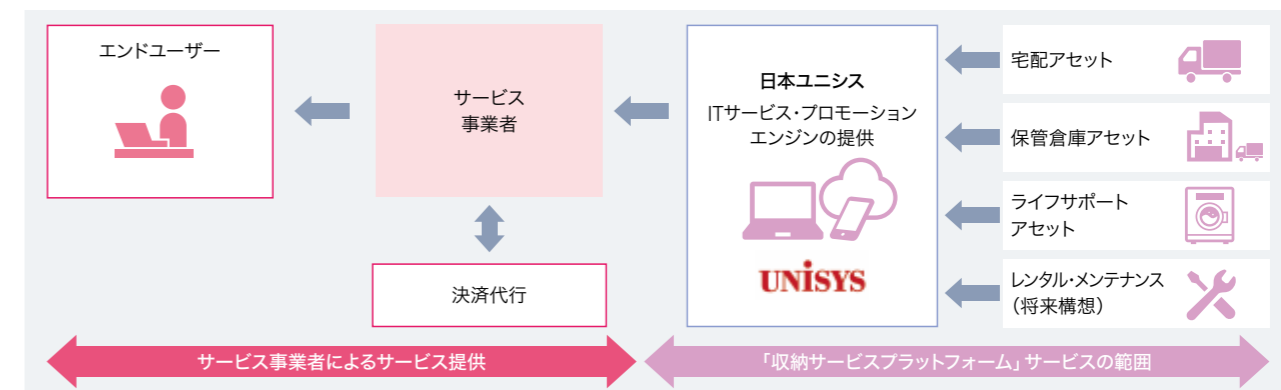 エンドユーザー
サービス
事業者
決済代行
日本ユニシス
ITサービス・プロモーション
エンジンの提供
UNISYS
宅配アセット
保管倉庫アセット
ライフサポート
アセット
レンタル・メンテナンス
（将来構想）
サービス事業者によるサービス提供
「収納サービスプラットフォーム」サービスの範囲